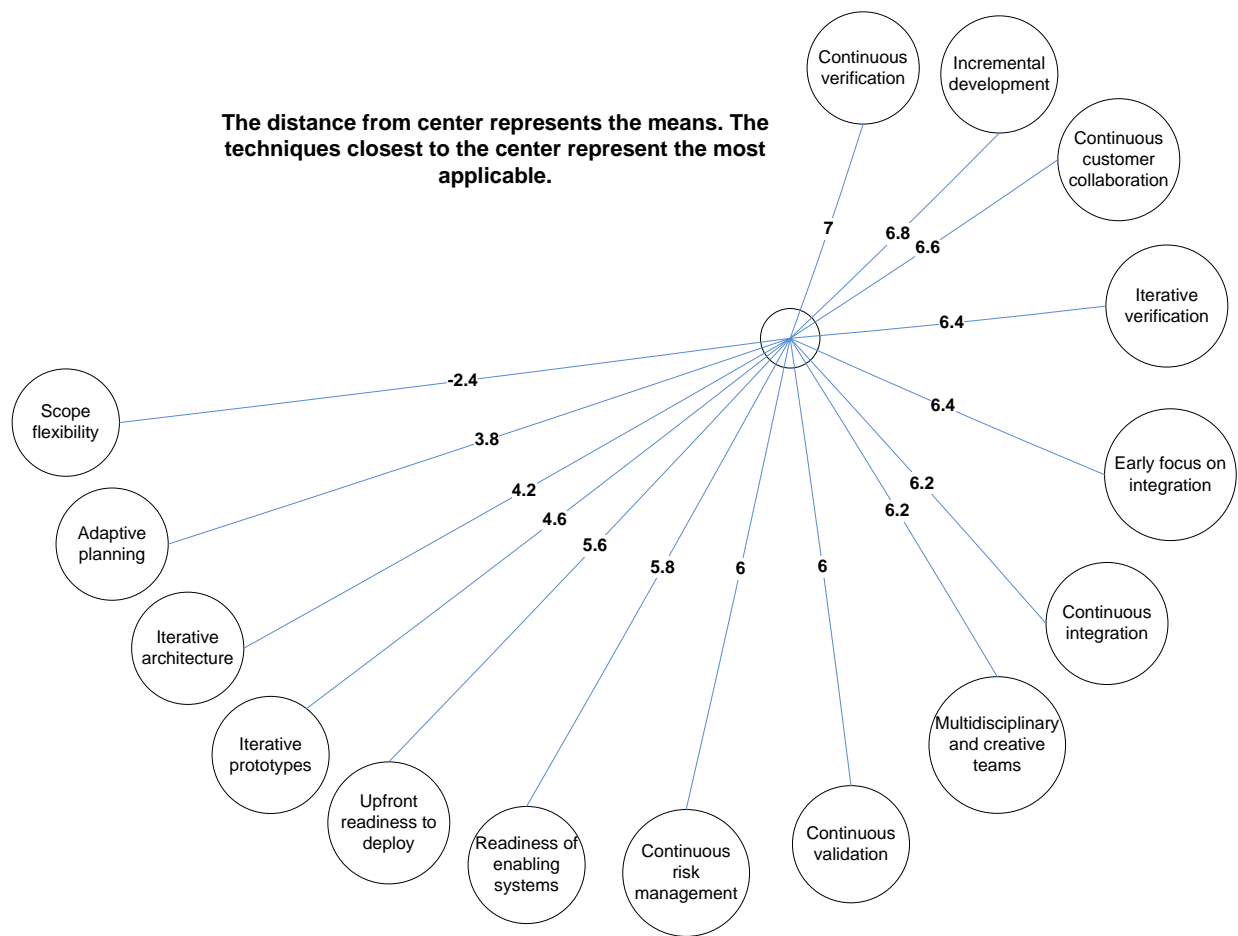 Continuous
verification
Incremental
development
The distance from center represents the means. The
techniques closest to the center represent the most
applicable.
Continuous
customer
collaboration
7
6.8
6.6
Iterative
verification
6.4
-2.4
Scope
flexibility
6.4
3.8
Early focus on
integration
4.2
6.2
4.6
6.2
5.6
Adaptive
planning
5.8
6
6
Continuous
integration
Iterative
architecture
Multidisciplinary
and creative
teams
Iterative
prototypes
Upfront
readiness to
deploy
Readiness of
enabling
systems
Continuous
risk
management
Continuous
validation